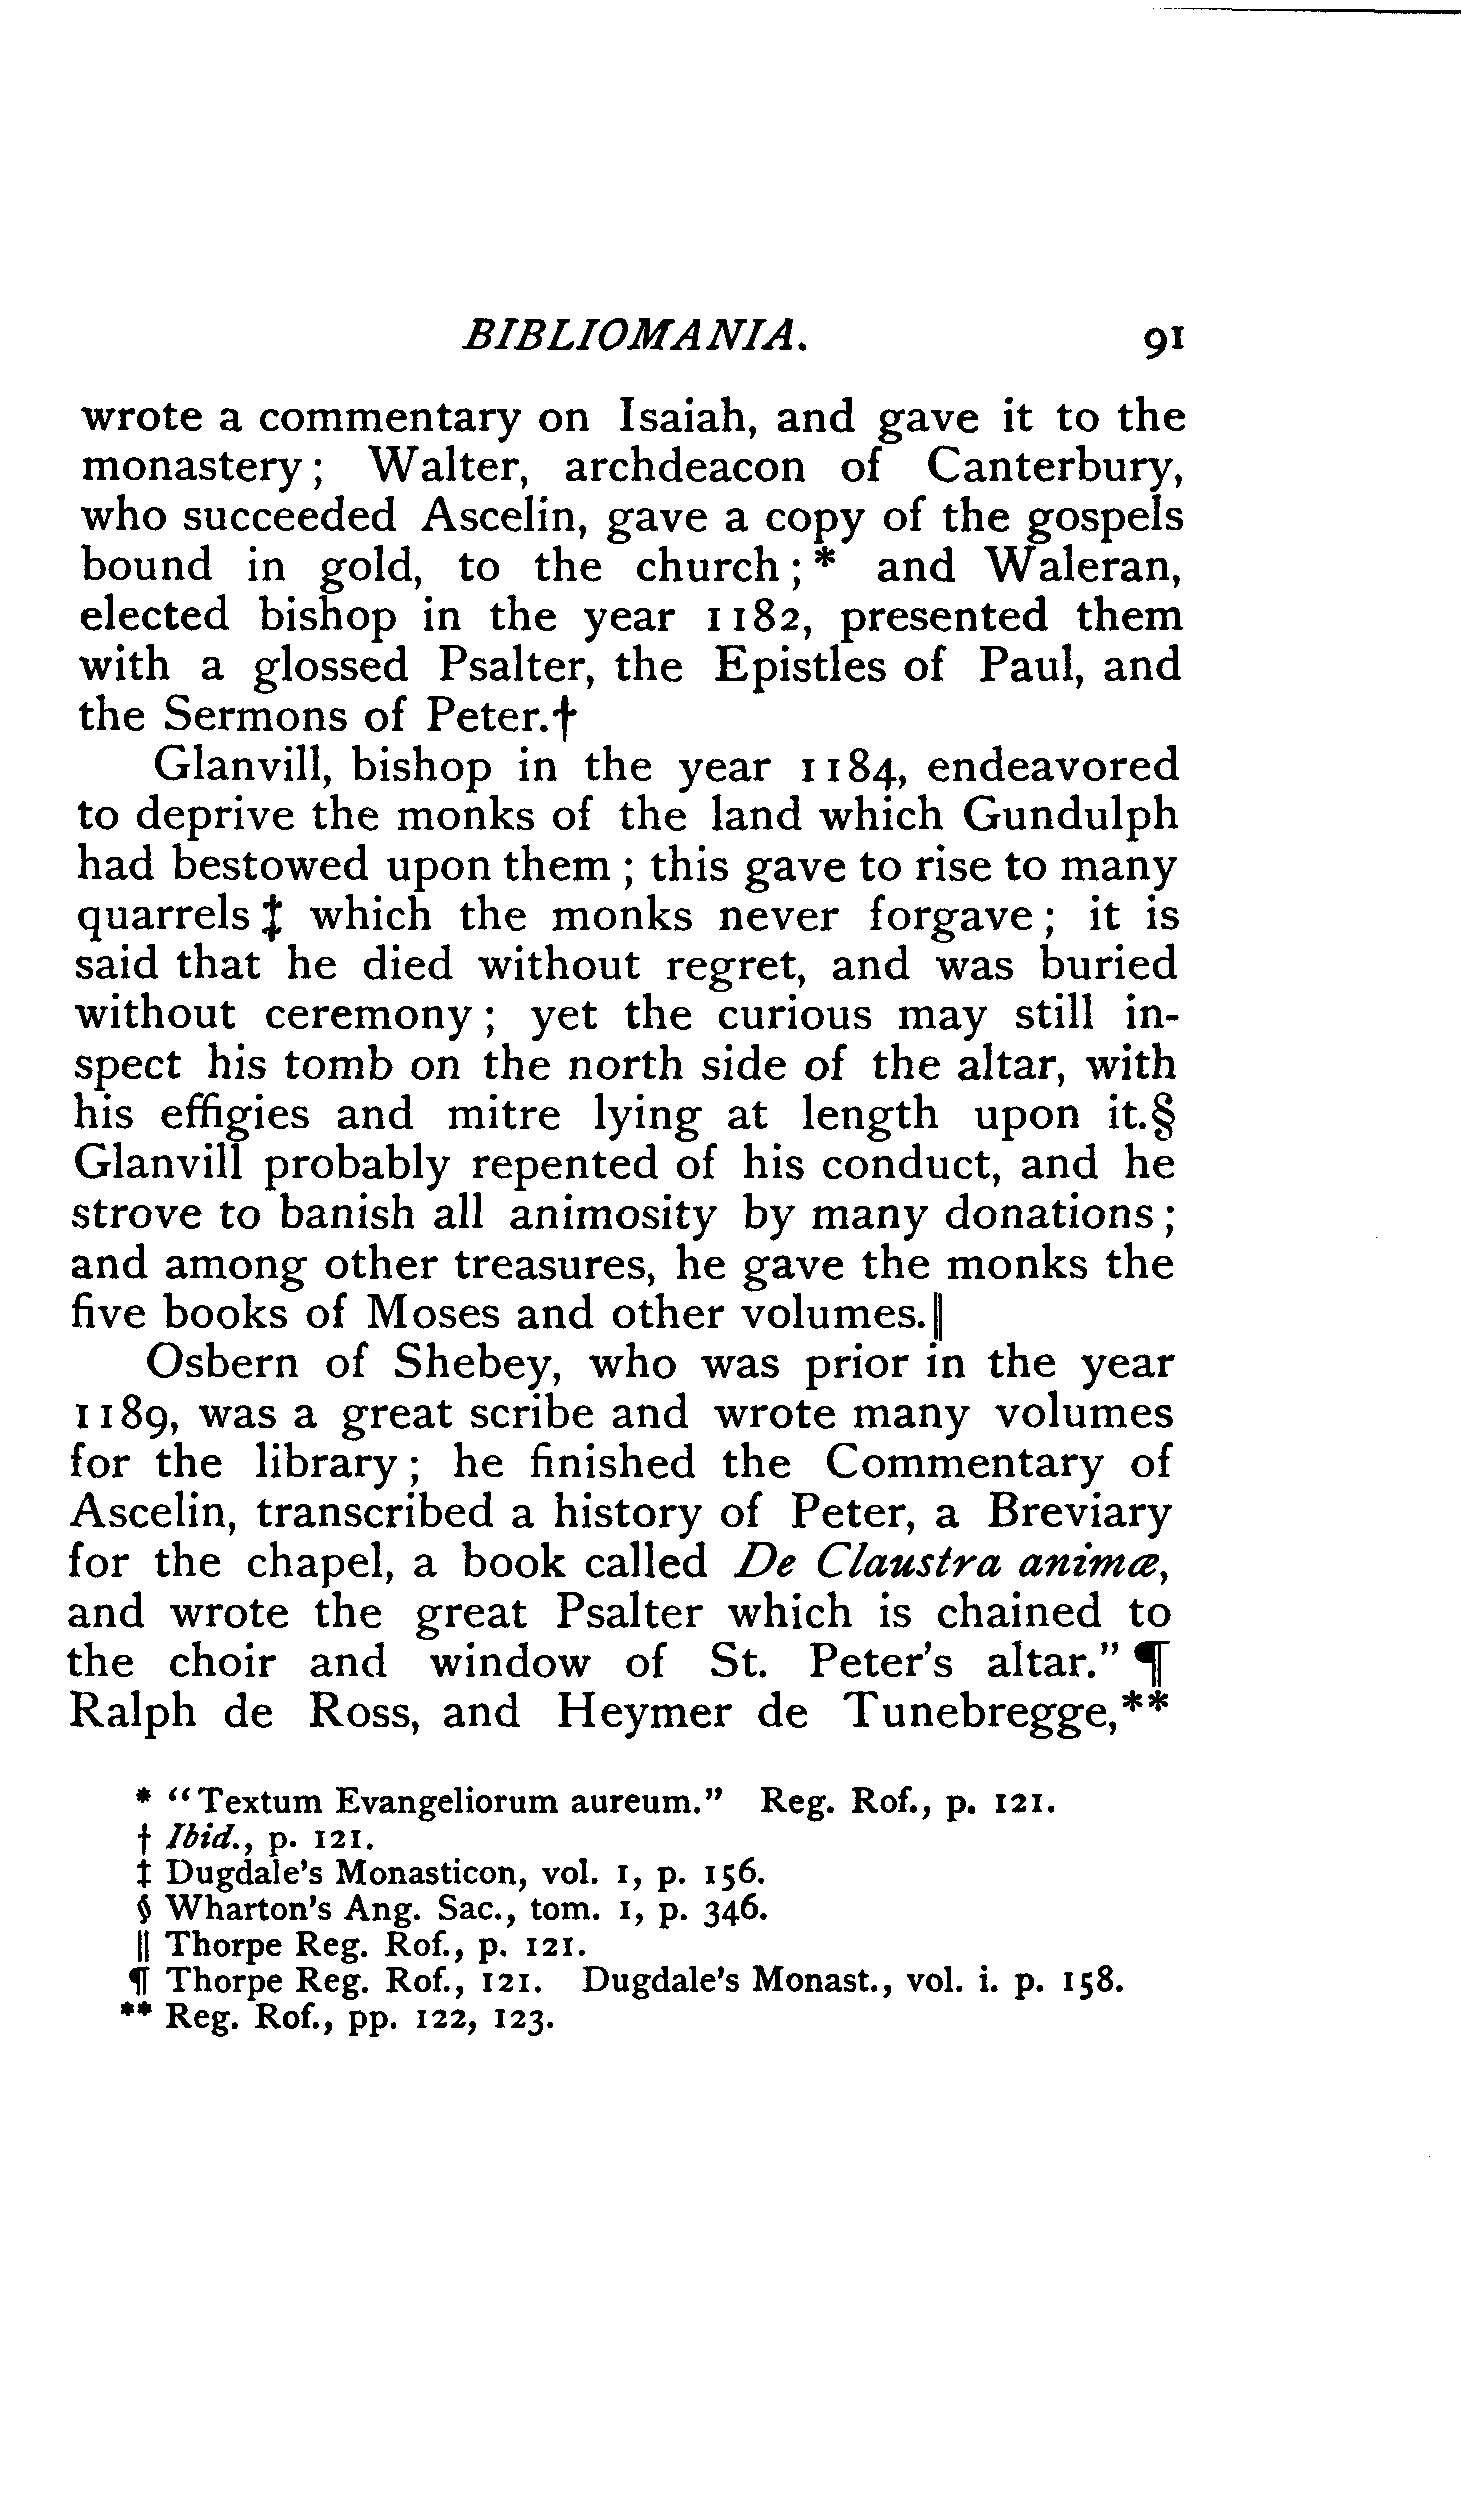 BIBLIOMANIA. 91
wrote a commentary on Isaiah, and gave it to the
monastery; Walter, archdeacon of Canterbury,
who succeeded Ascelin, gave a copy of the gospels
bound in gold, to the church;* and Waleran,
elected bishop in the year 1182, presented them
with a glossed Psalter, the Epistles of Paul, and
the Sermons of Peter.†
Glanvill, bishop in the year 1184, endeavored
to deprive the monks of the land which Gundulph
had bestowed upon them; this gave to rise to many
quarrels‡ which the monks never forgave; it is
said that he died without regret, and was buried
without ceremony; yet the curious may still in-
spect his tomb on the north side of the altar, with
his effigies and mitre lying at length upon it.§
Glanvill probably repented of his conduct, and he
strove to banish all animosity by many donations;
and among other treasures, he gave the monks the
five books of Moses and other volumes.‖
Osbern of Shebey, who was prior in the year
1189, was a great scribe and wrote many volumes
for the library; he finished the Commentary of
Ascelin, transcribed a history of Peter, a Breviary
for the chapel, a book called De Claustra animæ,
and wrote the great Psalter which is chained to
the choir and window of St. Peter's altar." ¶
Ralph de Ross, and Heymer de Tunebregge,**
* "Textum Evangeliorum aureum." Reg. Rof., p. 121.
† Ibid., p. 121.
‡ Dugdale's Monasticon, vol. 1, p. 156.
§ Wharton's Ang. Sac., tom. 1, p. 346.
‖ Thorpe Reg. Rof., p. 121.
¶ Thorpe Reg. Rof., 121. Dugdale's Monast., vol. i. p. 158.
** Reg. Rof., pp. 122, 123.